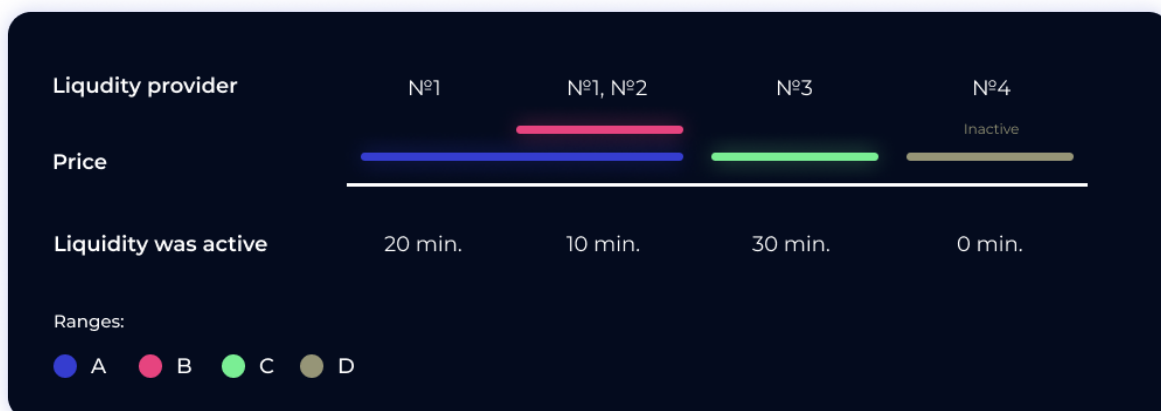 Liqudity provider №1 №1, №2 №3 №4
Inactive
Price
Liquidity was active 20 min. 10 min. 30 min. 0 min.
Ranges:
A B C D